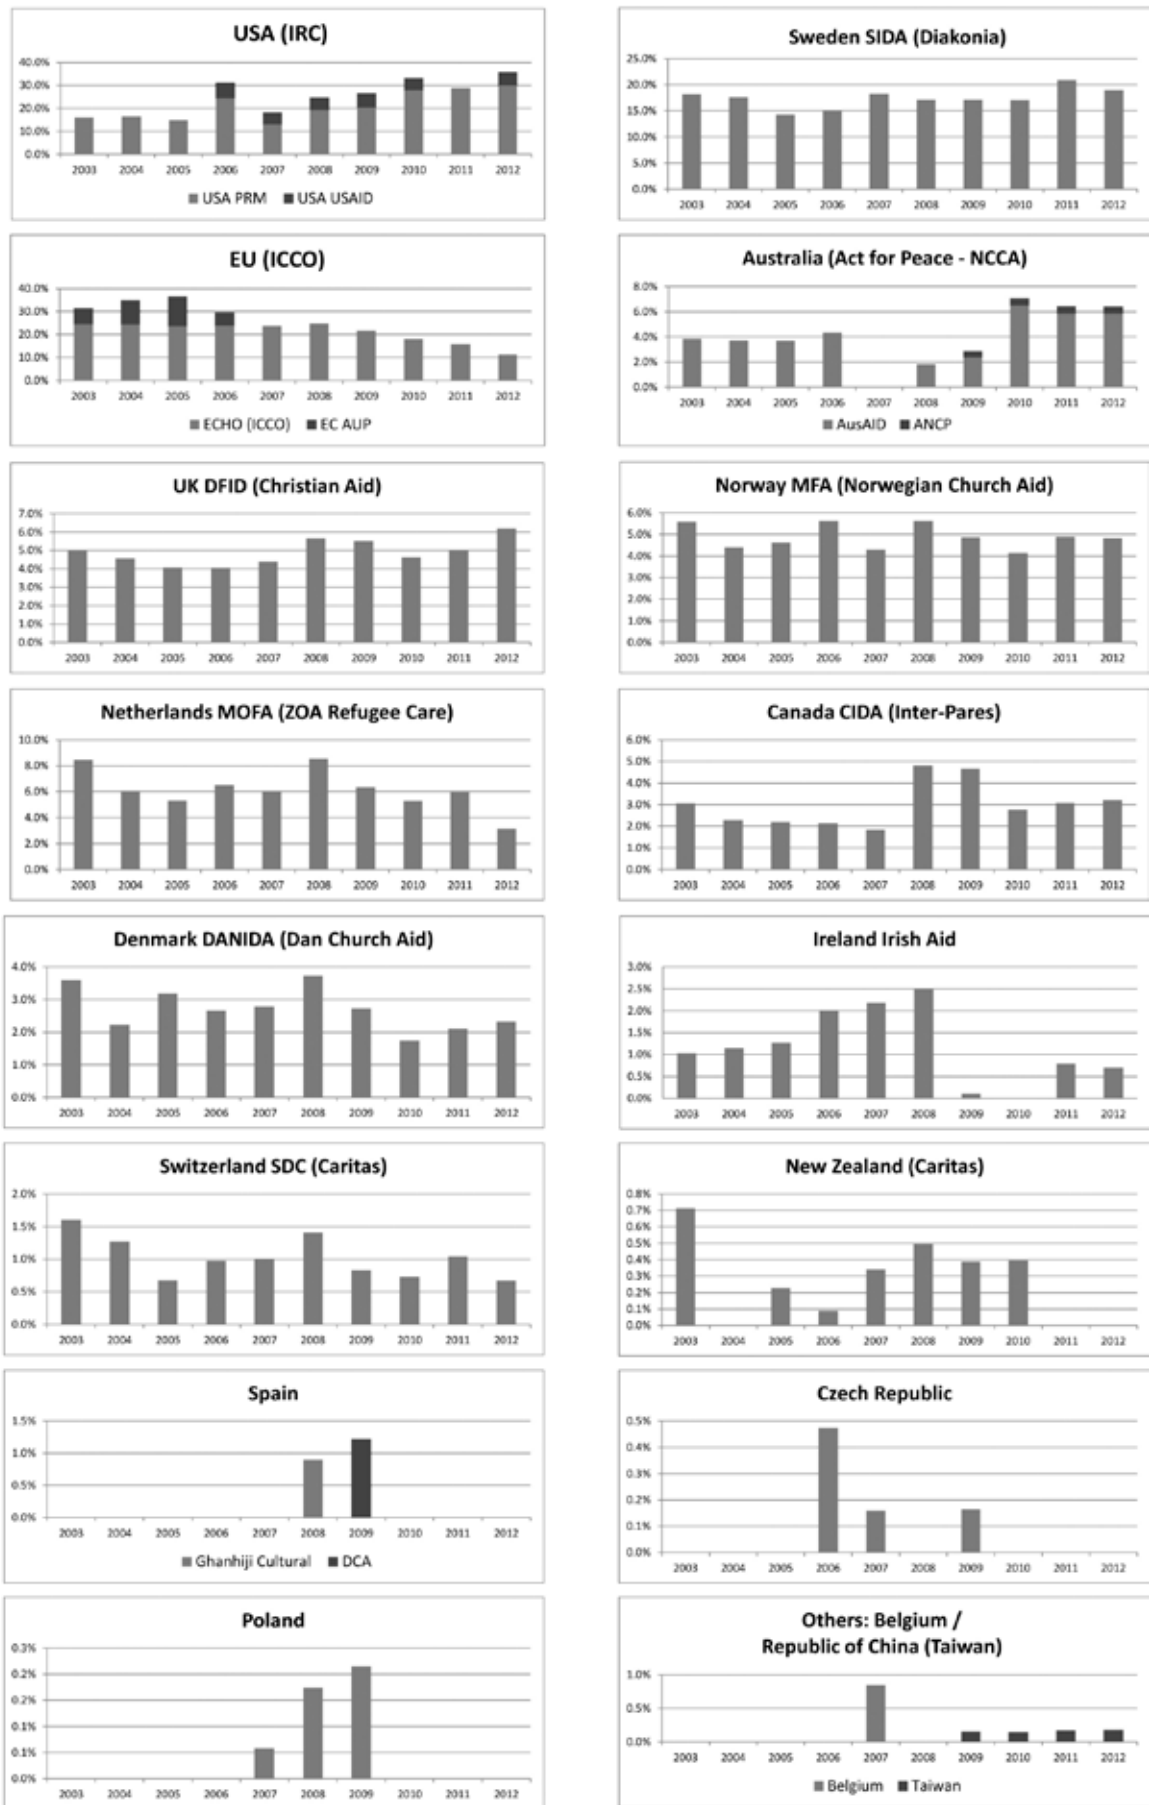 USA (IRC)
40.0%
30.0%
20.0%
10.0%
0.0%
2003 2004 2005 2006 2007 2008 2009 2010 2011 2012
USA PRM USA USAID
Sweden SIDA (Diakonia)
25.0%
20.0%
15.0%
10.0%
5.0%
0.0%
2003 2004 2005 2006 2007 2008 2009 2010 2011 2012
EU (ICCO)
40.0%
30.0%
20.0%
10.0%
0.0%
2003 2004 2005 2006 2007 2008 2009 2010 2011 2012
ECHO (ICCO) EC AUP
Australia (Act for Peace - NCCA)
8.0%
6.0%
4.0%
2.0%
0.0%
2003 2004 2005 2006 2007 2008 2009 2010 2011 2012
AusAID ANCP
UK DFID (Christian Aid)
7.0%
6.0%
5.0%
4.0%
3.0%
2.0%
1.0%
0.0%
2003 2004 2005 2006 2007 2008 2009 2010 2011 2012
Norway MFA (Norwegian Church Aid)
6.0%
5.0%
4.0%
3.0%
2.0%
1.0%
0.0%
2003 2004 2005 2006 2007 2008 2009 2010 2011 2012
Netherlands MOFA (ZOA Refugee Care)
10.0%
8.0%
6.0%
4.0%
2.0%
0.0%
2003 2004 2005 2006 2007 2008 2009 2010 2011 2012
Canada CIDA (Inter-Pares)
6.0%
5.0%
4.0%
3.0%
2.0%
1.0%
0.0%
2003 2004 2005 2006 2007 2008 2009 2010 2011 2012
Denmark DANIDA (Dan Church Aid)
4.0%
3.0%
2.0%
1.0%
0.0%
2003 2004 2005 2006 2007 2008 2009 2010 2011 2012
Ireland Irish Aid
3.0%
2.5%
2.0%
1.5%
1.0%
0.5%
0.0%
2003 2004 2005 2006 2007 2008 2009 2010 2011 2012
Switzerland SDC (Caritas)
2.0%
1.5%
1.0%
0.5%
0.0%
2003 2004 2005 2006 2007 2008 2009 2010 2011 2012
New Zealand (Caritas)
0.8%
0.7%
0.6%
0.5%
0.4%
0.3%
0.2%
0.1%
0.0%
2003 2004 2005 2006 2007 2008 2009 2010 2011 2012
Spain
1.5%
1.0%
0.5%
0.0%
2003 2004 2005 2006 2007 2008 2009 2010 2011 2012
Ghanhiji Cultural DCA
Czech Republic
0.5%
0.4%
0.3%
0.2%
0.1%
0.0%
2003 2004 2005 2006 2007 2008 2009 2010 2011 2012
Poland
0.3%
0.2%
0.2%
0.1%
0.1%
0.0%
2003 2004 2005 2006 2007 2008 2009 2010 2011 2012
Others: Belgium /
Republic of China (Taiwan)
1.0%
0.5%
0.0%
2003 2004 2005 2006 2007 2008 2009 2010 2011 2012
Belgium Taiwan